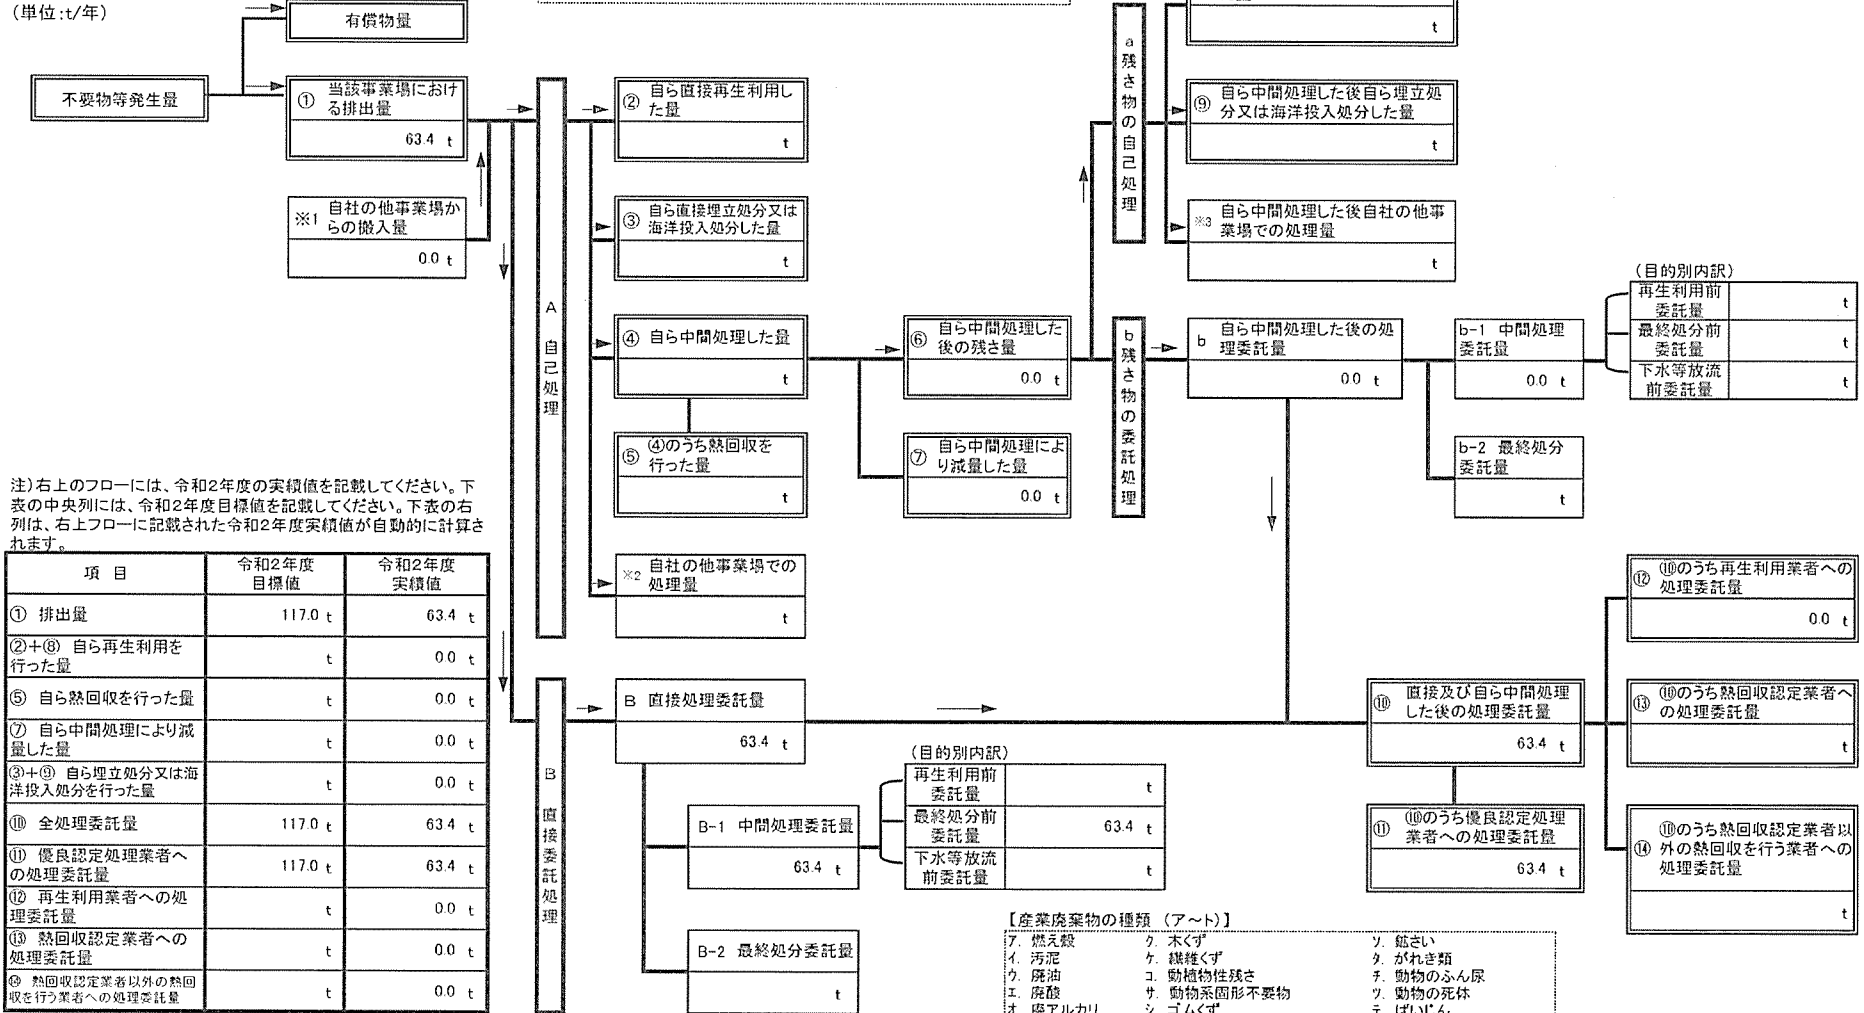 (単位:t/年)
有償物量
不要物等発生量
① 当該事業場におけ
る排出量
63.4 t
※1 自社の他事業場か
らの搬入量
0.0 t
A 自己処理
② 自ら直接再生利用し
た量
t
③ 自ら直接埋立処分又は
海洋投入処分した量
t
④ 自ら中間処理した量
t
⑤ ④のうち熱回収を
行った量
t
※2 自社の他事業場での
処理量
t
⑥ 自ら中間処理した
後の残さ量
0.0 t
⑦ 自ら中間処理によ
り減量した量
0.0 t
a 残さ物の自己処理
t
⑨ 自ら中間処理した後自ら埋立処
分又は海洋投入処分した量
t
※3 自ら中間処理した後自社の他事
業場での処理量
t
b 残さ物の委託処理
b 自ら中間処理した後の処
理委託量
0.0 t
b-1 中間処理
委託量
0.0 t
b-2 最終処分
委託量
t
(目的別内訳)
再生利用前
委託量 t
最終処分前
委託量 t
下水等放流
前委託量 t
注)右上のフローには、令和2年度の実績値を記載してください。下
表の中央列には、令和2年度目標値を記載してください。下表の右
列は、右上フローに記載された令和2年度実績値が自動的に計算さ
れます。
項 目 令和2年度目標値 令和2年度実績値
① 排出量 117.0 t 63.4 t
②+⑧ 自ら再生利用を
行った量 t 0.0 t
⑤ 自ら熱回収を行った量 t 0.0 t
⑦ 自ら中間処理により減
量した量 t 0.0 t
③+⑨ 自ら埋立処分又は海
洋投入処分を行った量 t 0.0 t
⑩ 全処理委託量 117.0 t 63.4 t
⑪ 優良認定処理業者へ
の処理委託量 117.0 t 63.4 t
⑫ 再生利用業者への処
理委託量 t 0.0 t
⑬ 熱回収認定業者への
処理委託量 t 0.0 t
⑭ 熱回収認定業者以外の熱回
収を行う業者への処理委託量 t 0.0 t
B 直接委託処理
B 直接処理委託量
63.4 t
B-1 中間処理委託量
63.4 t
B-2 最終処分委託量
t
(目的別内訳)
再生利用前
委託量 t
最終処分前
委託量 63.4 t
下水等放流
前委託量 t
⑩ 直接及び自ら中間処理
した後の処理委託量
63.4 t
⑪ ⑩のうち優良認定処理
業者への処理委託量
63.4 t
⑫ ⑩のうち再生利用業者への
処理委託量
0.0 t
⑬ ⑩のうち熱回収認定業者へ
の処理委託量
t
⑭ ⑩のうち熱回収認定業者以
外の熱回収を行う業者への
処理委託量
t
【産業廃棄物の種類 (ア~ト)】
ア. 燃え殻 ク. 木くず ソ. 鉱さい
イ. 汚泥 ケ. 繊維くず タ. がれき類
ウ. 廃油 コ. 動植物性残さ チ. 動物のふん尿
エ. 廃酸 サ. 動物系固形不要物 ツ. 動物の死体
オ. 廃アルカリ シ. ゴムくず テ. ばいじん